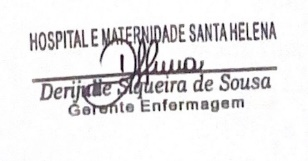 HOSPITAL E MATERNIDADE SANTA HELENA
Siqueira de Sousa
Gerente Enfermagem